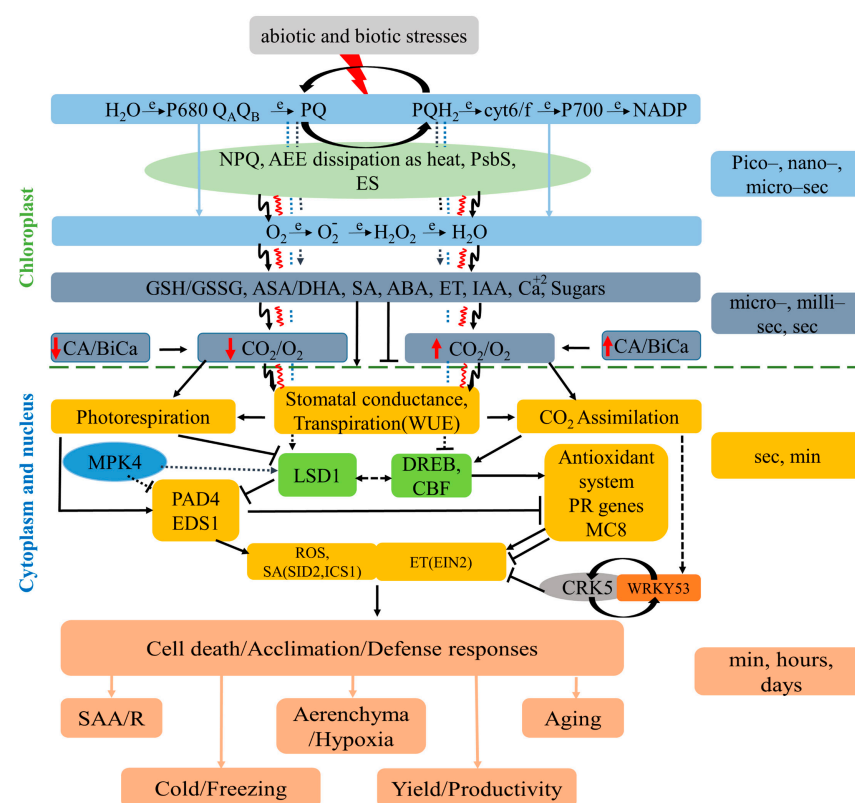 abiotic and biotic stresses
H₂O e P680 QAQB e PQ PQH₂ e cyt6/f e P700 e NADP
NPQ, AEE dissipation as heat, PsbS,
ES
Pico–, nano–,
micro–sec
Chloroplast
O₂ e O₂⁻ e H₂O₂ e H₂O
GSH/GSSG, ASA/DHA, SA, ABA, ET, IAA, Ca⁺², Sugars
micro–, milli–
sec, sec
CA/BiCa
CO₂/O₂
CO₂/O₂
CA/BiCa
Cytoplasm and nucleus
Photorespiration
Stomatal conductance,
Transpiration(WUE)
CO₂ Assimilation
sec, min
MPK4
LSD1
DREB,
CBF
Antioxidant
system
PR genes
MC8
PAD4
EDS1
ROS,
SA(SID2,ICS1)
ET(EIN2)
CRK5
WRKY53
Cell death/Acclimation/Defense responses
min, hours,
days
SAA/R
Aerenchyma
/Hypoxia
Aging
Cold/Freezing
Yield/Productivity